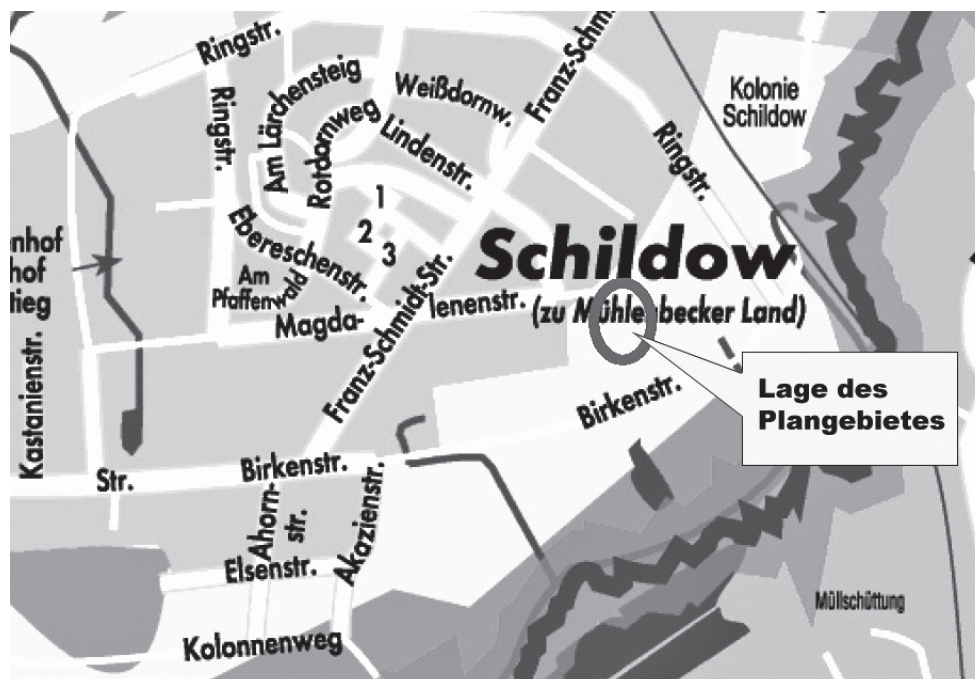 Ringstr.
Franz-Schm
Am Lärchensteig
Weißdornw.
Kolonie
Schildow
Ringstr.
Rotdornweg
Lindenstr.
Ringstr.
1
2
3
enhof
hof
tieg
Ebereschenstr.
Schildow
(zu Mühlenbecker Land)
Am
Pfaffenwald
Magda-
lenenstr.
Franz-Schmidt-Str.
Kastanienstr.
Birkenstr.
Lage des
Plangebietes
Str.
Birkenstr.
Ahorn-
str.
Akazienstr.
Elsenstr.
Müllschüttung
Kolonnenweg